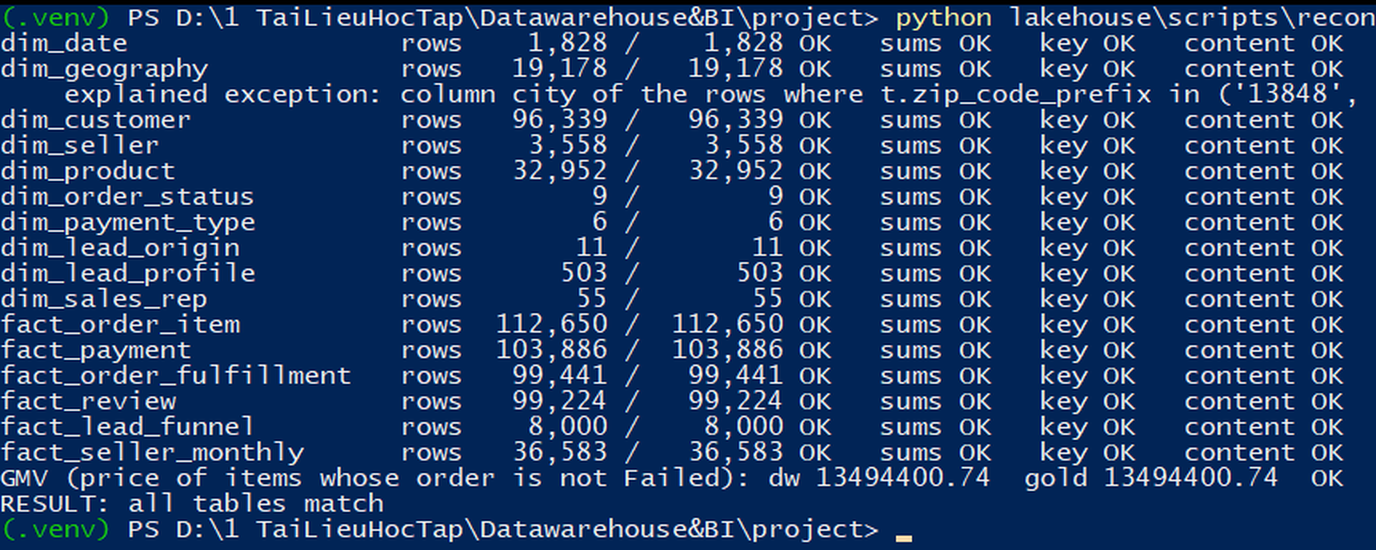 (.venv) PS D:\1 TaiLieuHocTap\Datawarehouse&BI\project> python lakehouse\scripts\recon
dim_date rows 1,828 / 1,828 OK sums OK key OK content OK
dim_geography rows 19,178 / 19,178 OK sums OK key OK content OK
explained exception: column city of the rows where t.zip_code_prefix in ('13848',
dim_customer rows 96,339 / 96,339 OK sums OK key OK content OK
dim_seller rows 3,558 / 3,558 OK sums OK key OK content OK
dim_product rows 32,952 / 32,952 OK sums OK key OK content OK
dim_order_status rows 9 / 9 OK sums OK key OK content OK
dim_payment_type rows 6 / 6 OK sums OK key OK content OK
dim_lead_origin rows 11 / 11 OK sums OK key OK content OK
dim_lead_profile rows 503 / 503 OK sums OK key OK content OK
dim_sales_rep rows 55 / 55 OK sums OK key OK content OK
fact_order_item rows 112,650 / 112,650 OK sums OK key OK content OK
fact_payment rows 103,886 / 103,886 OK sums OK key OK content OK
fact_order_fulfillment rows 99,441 / 99,441 OK sums OK key OK content OK
fact_review rows 99,224 / 99,224 OK sums OK key OK content OK
fact_lead_funnel rows 8,000 / 8,000 OK sums OK key OK content OK
fact_seller_monthly rows 36,583 / 36,583 OK sums OK key OK content OK
GMV (price of items whose order is not Failed): dw 13494400.74 gold 13494400.74 OK
RESULT: all tables match
(.venv) PS D:\1 TaiLieuHocTap\Datawarehouse&BI\project> _